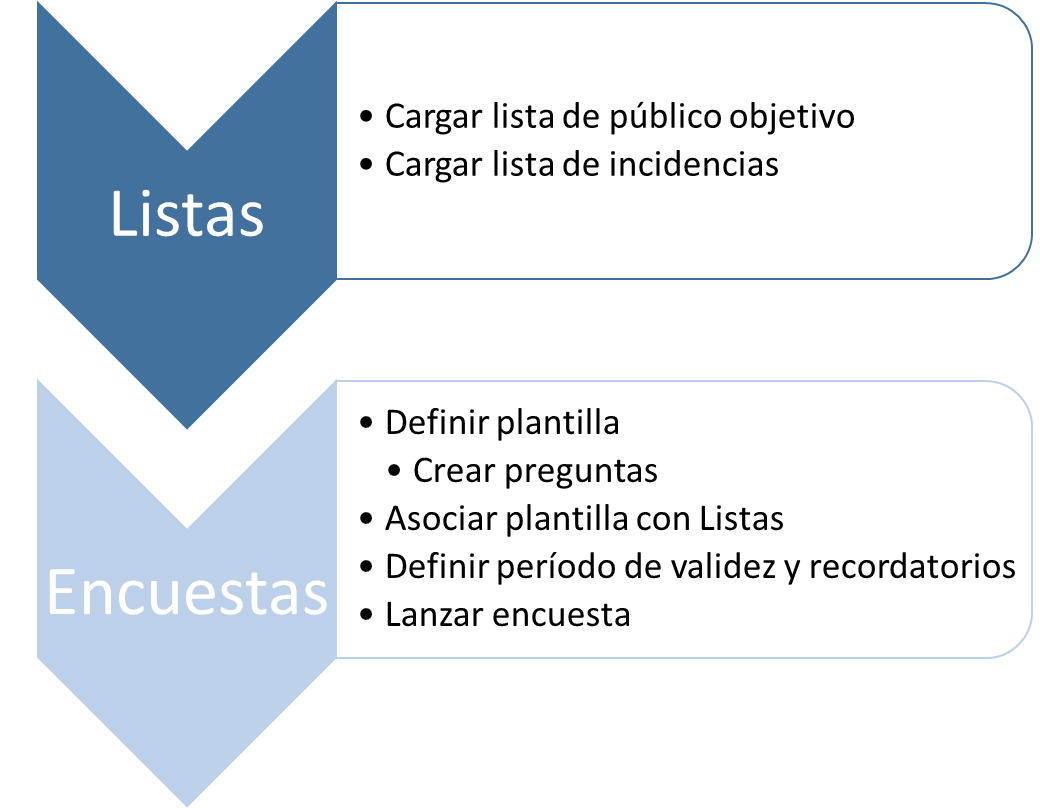 Listas
• Cargar lista de público objetivo
• Cargar lista de incidencias
Encuestas
• Definir plantilla
• Crear preguntas
• Asociar plantilla con Listas
• Definir período de validez y recordatorios
• Lanzar encuesta